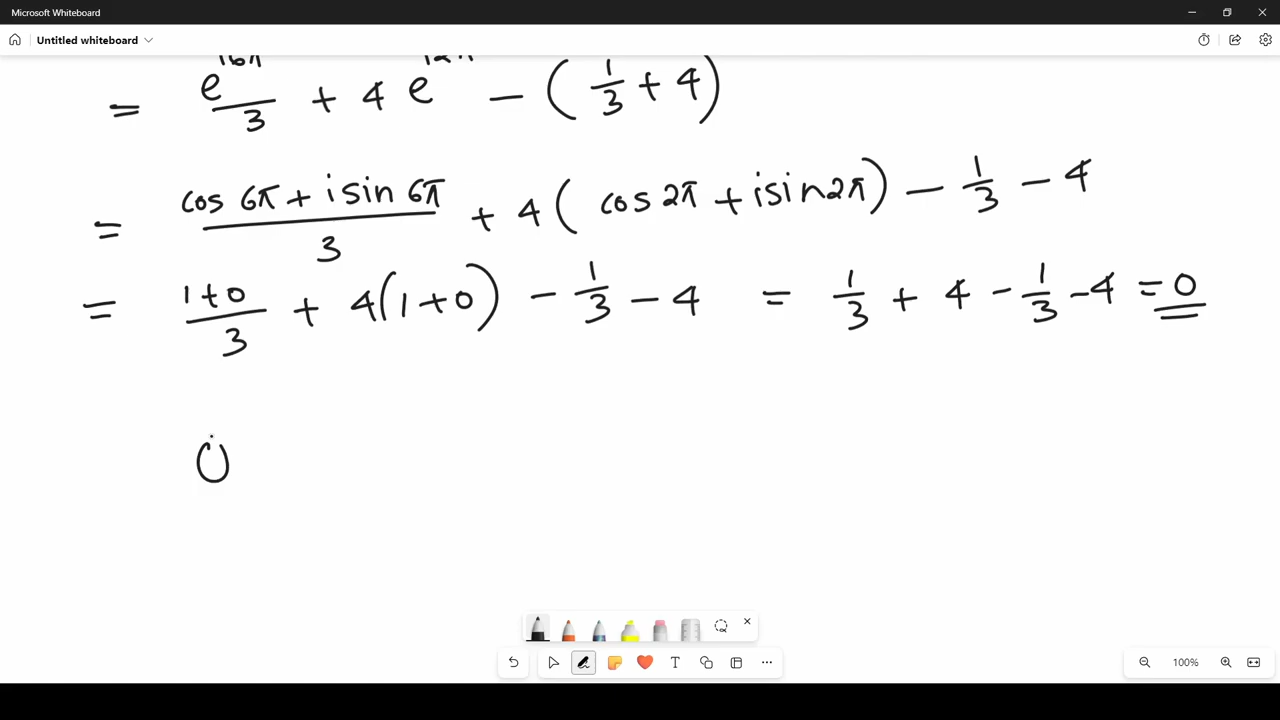 Microsoft Whiteboard
Untitled whiteboard
= e^{i6π}/3 + 4 e^{i2π} - (1/3 + 4)
= (cos 6π + i sin 6π)/3 + 4( cos 2π + i sin 2π) - 1/3 - 4
= (1+0)/3 + 4(1+0) - 1/3 - 4 = 1/3 + 4 - 1/3 - 4 = 0
100%